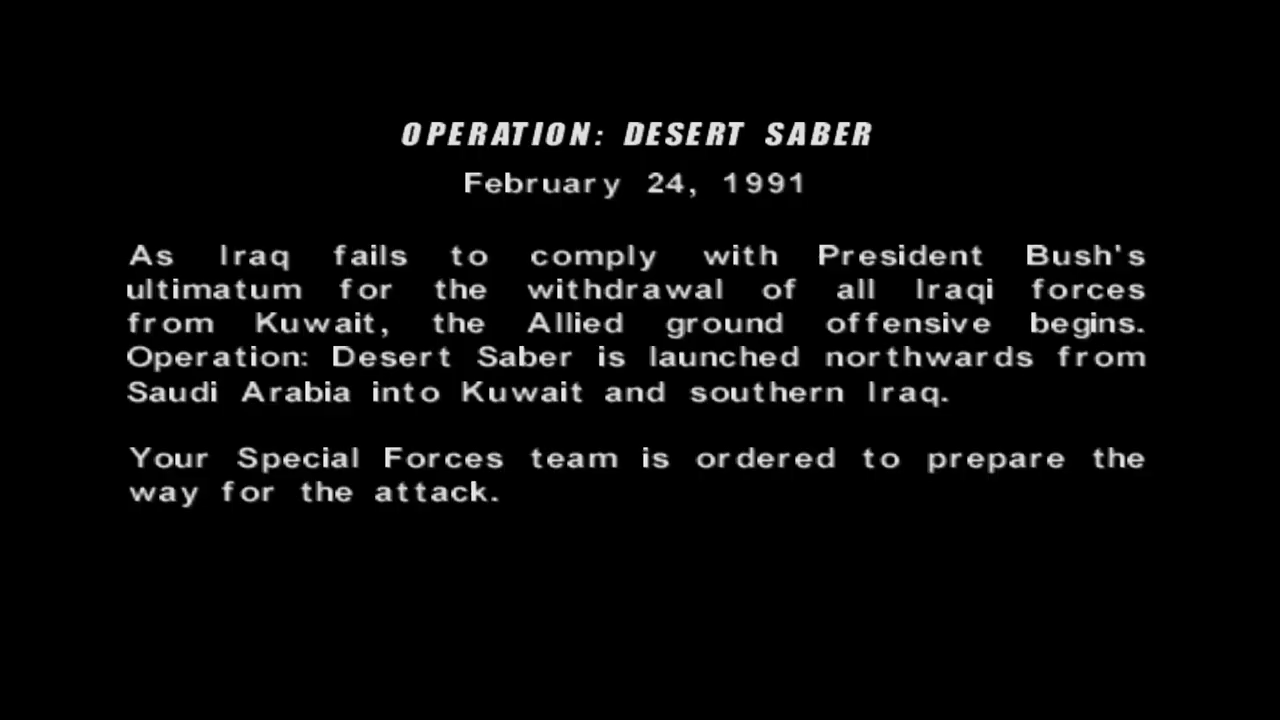 OPERATION: DESERT SABER
February 24, 1991
As Iraq fails to comply with President Bush's
ultimatum for the withdrawal of all Iraqi forces
from Kuwait, the Allied ground offensive begins.
Operation: Desert Saber is launched northwards from
Saudi Arabia into Kuwait and southern Iraq.
Your Special Forces team is ordered to prepare the
way for the attack.